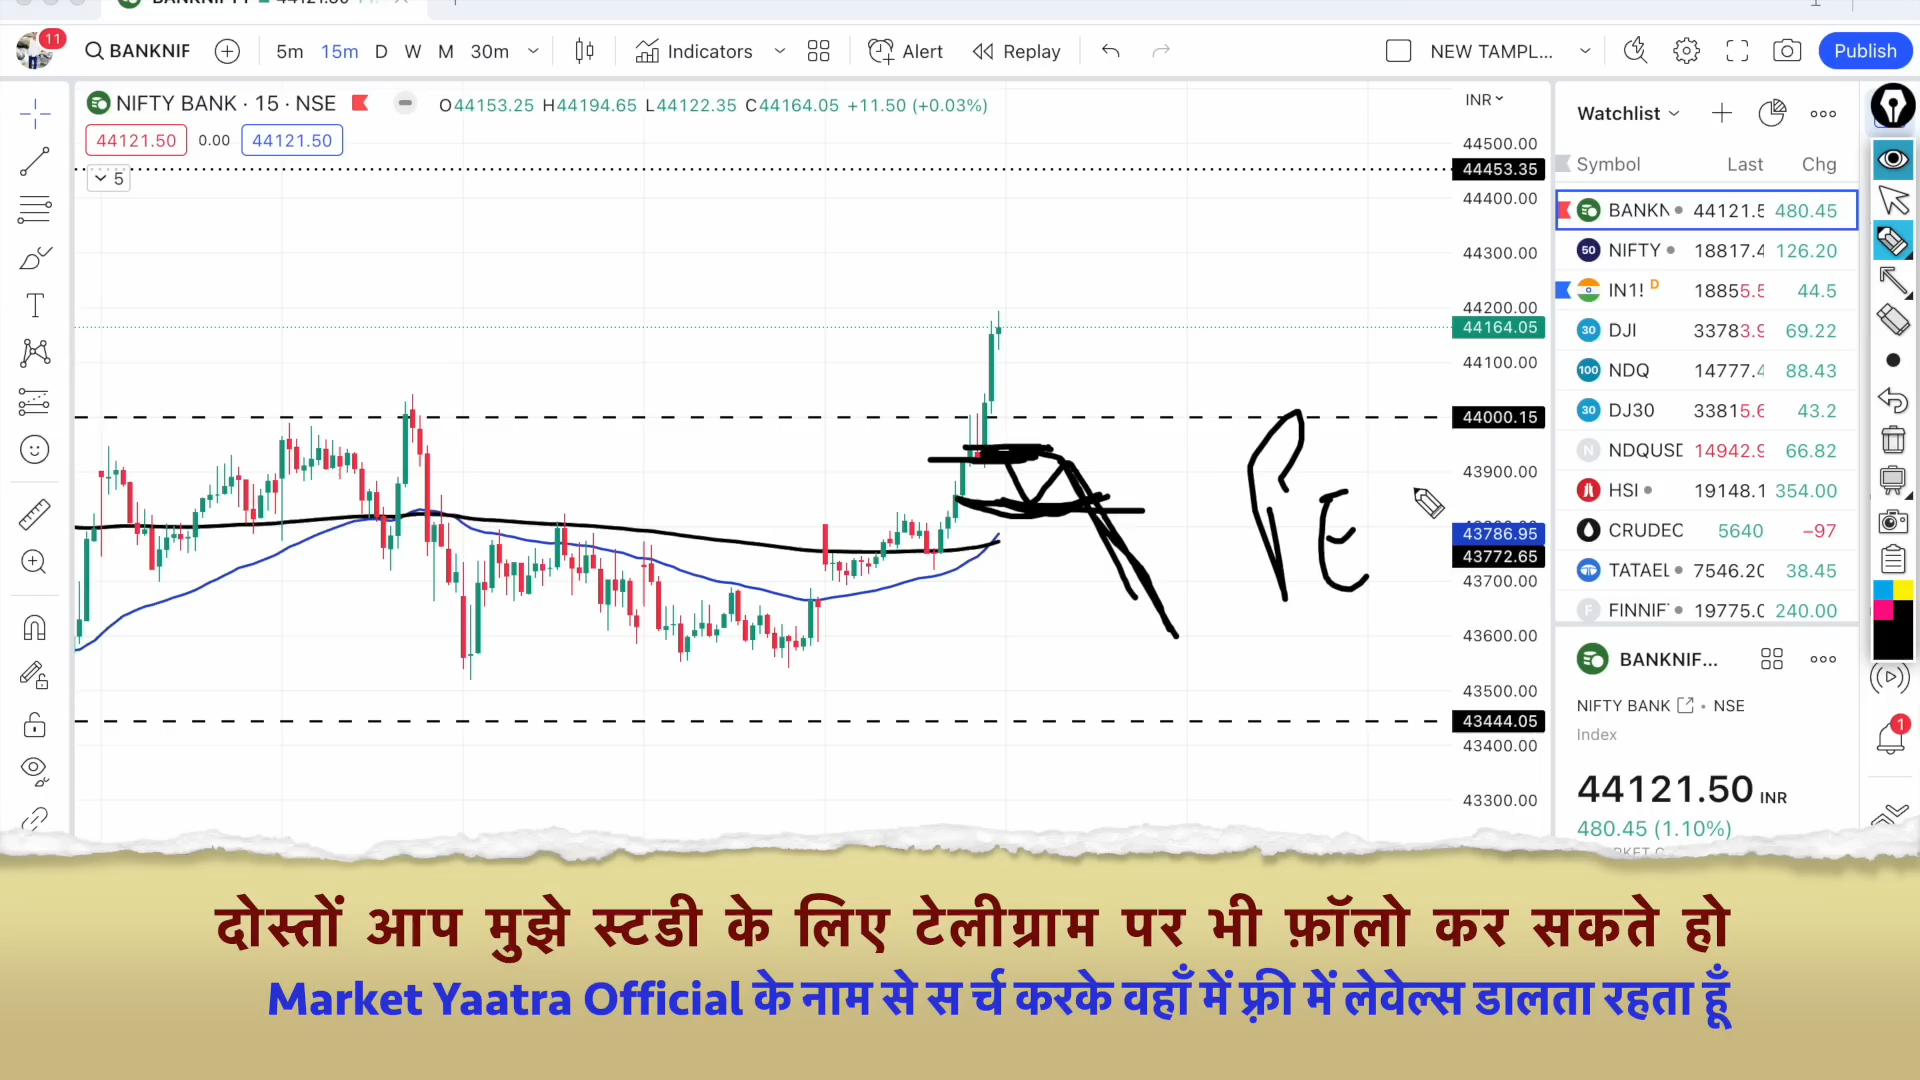 11
BANKNIF
5m 15m D W M 30m
Indicators
Alert
Replay
NEW TAMPL...
Publish
NIFTY BANK · 15 · NSE
O44153.25 H44194.65 L44122.35 C44164.05 +11.50 (+0.03%)
44121.50 0.00 44121.50
5
INR
44500.00
44453.35
44400.00
44300.00
44200.00
44164.05
44100.00
44000.15
43900.00
43786.95
43772.65
43700.00
43600.00
43500.00
43444.05
43400.00
43300.00
PE
Watchlist
Symbol Last Chg
BANKN 44121.5 480.45
50 NIFTY 18817.4 126.20
IN1! D 18855.5 44.5
30 DJI 33783.9 69.22
100 NDQ 14777.4 88.43
30 DJ30 33815.6 43.2
N NDQUSD 14942.9 66.82
HSI 19148.1 354.00
CRUDEC 5640 −97
TATAEL 7546.20 38.45
F FINNIF 19775.0 240.00
BANKNIF...
NIFTY BANK • NSE
Index
44121.50 INR
480.45 (1.10%)
1
दोस्तों आप मुझे स्टडी के लिए टेलीग्राम पर भी फ़ॉलो कर सकते हो
Market Yaatra Official के नाम से स र्च करके वहाँ में फ़्री में लेवेल्स डालता रहता हूँ